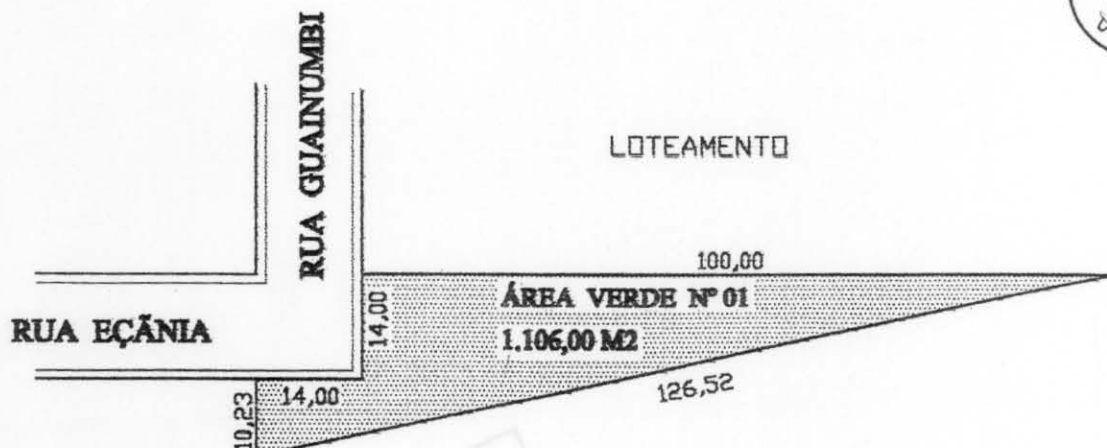 RUA GUAINUMBI
LOTEAMENTO
100,00
ÁREA VERDE Nº 01
1.106,00 M2
14,00
RUA EÇÃNIA
14,00
10,23
126,52